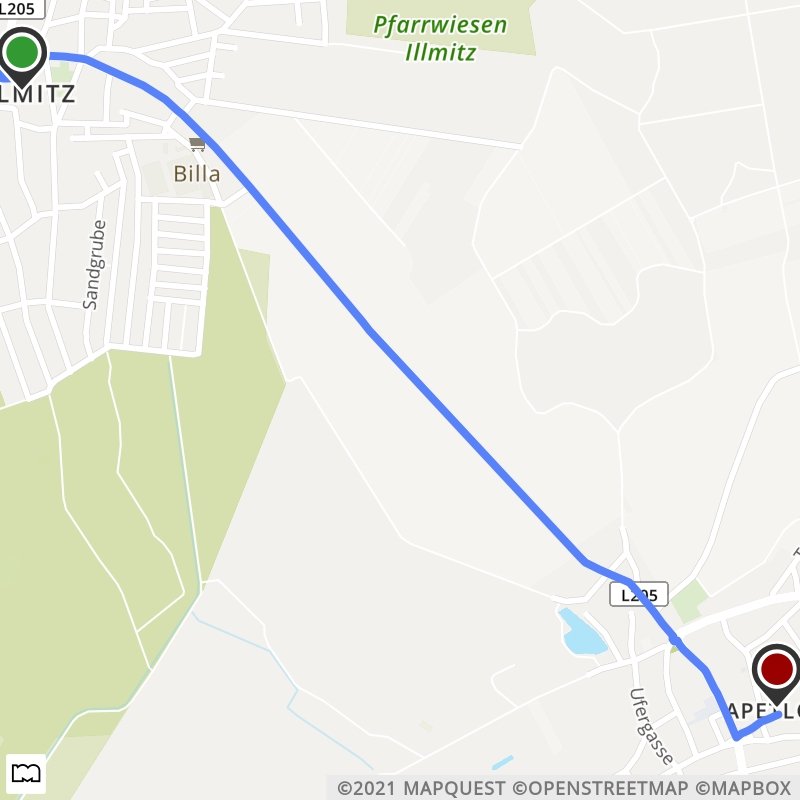 L205
Pfarrwiesen
Illmitz
LMITZ
Billa
Sandgrube
L205
Ufergasse
©2021 MAPQUEST ©OPENSTREETMAP ©MAPBOX